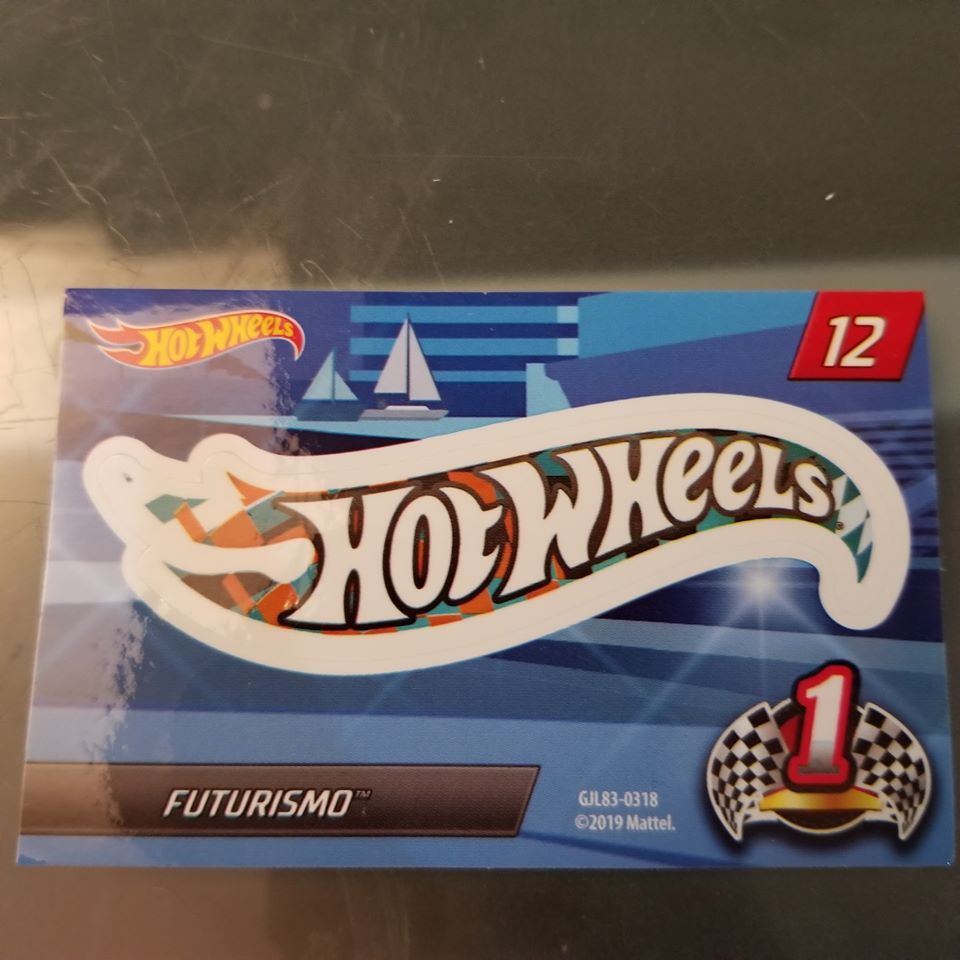 HOT WHEELS
12
HOT WHEELS
®
1
FUTURISMO™
GJL83-0318
©2019 Mattel.